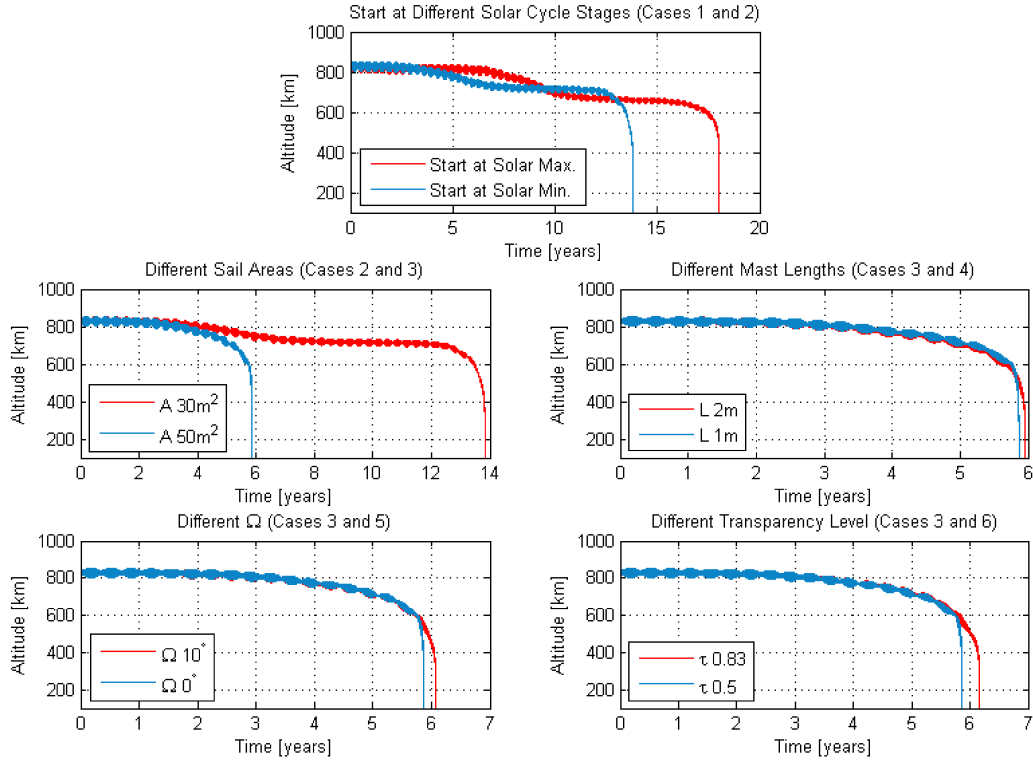 Start at Different Solar Cycle Stages (Cases 1 and 2)
1000
800
600
400
200
Altitude [km]
Start at Solar Max.
Start at Solar Min.
0 5 10 15 20
Time [years]
Different Sail Areas (Cases 2 and 3)
1000
800
600
400
200
Altitude [km]
A 30m²
A 50m²
0 2 4 6 8 10 12 14
Time [years]
Different Mast Lengths (Cases 3 and 4)
1000
800
600
400
200
Altitude [km]
L 2m
L 1m
0 1 2 3 4 5 6
Time [years]
Different Ω (Cases 3 and 5)
1000
800
600
400
200
Altitude [km]
Ω 10°
Ω 0°
0 1 2 3 4 5 6 7
Time [years]
Different Transparency Level (Cases 3 and 6)
1000
800
600
400
200
Altitude [km]
τ 0.83
τ 0.5
0 1 2 3 4 5 6 7
Time [years]